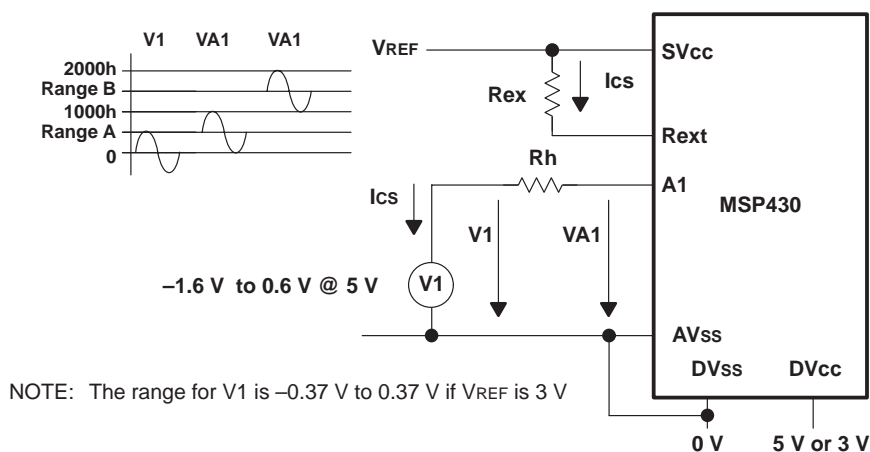 V1 VA1 VA1
2000h
Range B
1000h
Range A
0
VREF
SVcc
Rex
Ics
Rext
Rh
A1
MSP430
Ics
V1
VA1
–1.6 V to 0.6 V @ 5 V
V1
AVss
DVss DVcc
NOTE: The range for V1 is –0.37 V to 0.37 V if VREF is 3 V
0 V
5 V or 3 V